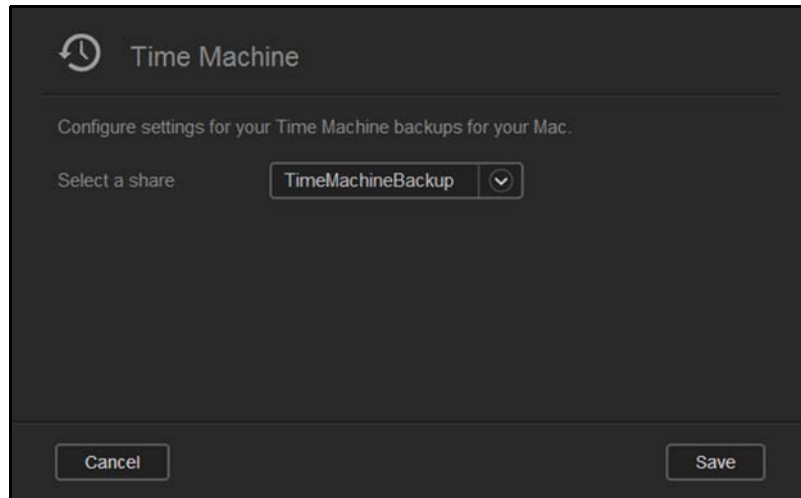 Time Machine
Configure settings for your Time Machine backups for your Mac.
Select a share TimeMachineBackup
Cancel Save